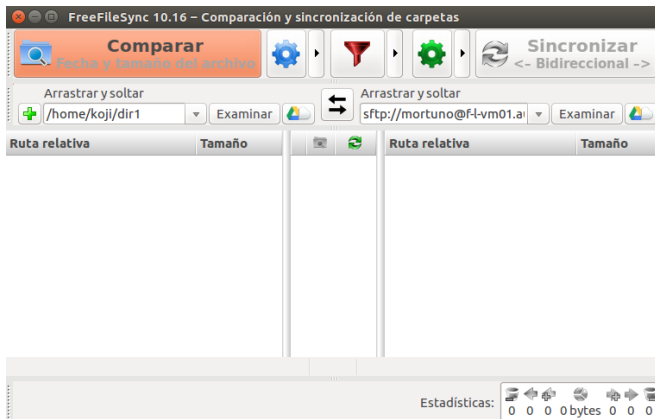 FreeFileSync 10.16 – Comparación y sincronización de carpetas
Comparar
Fecha y tamaño del archivo
Sincronizar
<- Bidireccional ->
Arrastrar y soltar
/home/koji/dir1
Examinar
Arrastrar y soltar
sftp://mortuno@f-l-vm01.a
Examinar
Ruta relativa
Tamaño
Ruta relativa
Tamaño
Estadísticas:
0 0 0 0 bytes 0 0 0